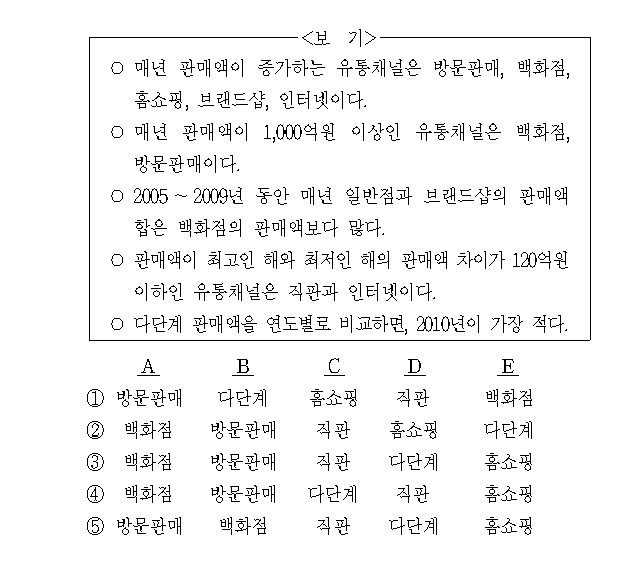 <보 기>
○ 매년 판매액이 증가하는 유통채널은 방문판매, 백화점,
홈쇼핑, 브랜드샵, 인터넷이다.
○ 매년 판매액이 1,000억원 이상인 유통채널은 백화점,
방문판매이다.
○ 2005 ~ 2009년 동안 매년 일반점과 브랜드샵의 판매액
합은 백화점의 판매액보다 많다.
○ 판매액이 최고인 해와 최저인 해의 판매액 차이가 120억원
이하인 유통채널은 직판과 인터넷이다.
○ 다단계 판매액을 연도별로 비교하면, 2010년이 가장 적다.
A B C D E
① 방문판매 다단계 홈쇼핑 직판 백화점
② 백화점 방문판매 직판 홈쇼핑 다단계
③ 백화점 방문판매 직판 다단계 홈쇼핑
④ 백화점 방문판매 다단계 직판 홈쇼핑
⑤ 방문판매 백화점 직판 다단계 홈쇼핑